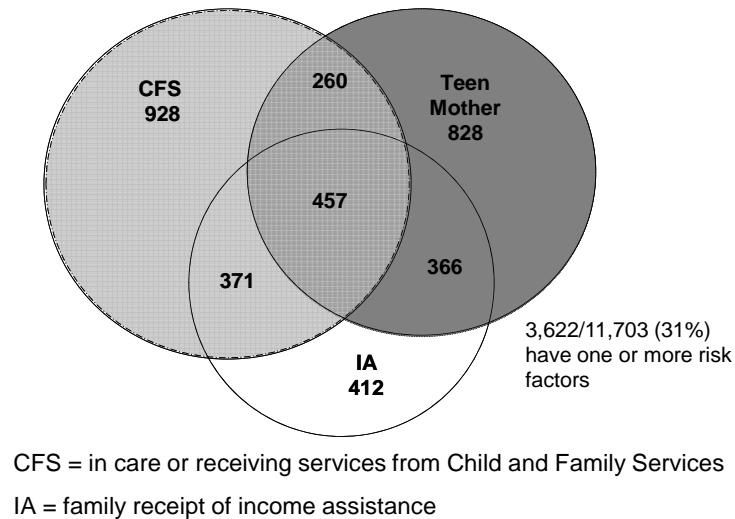 CFS
928
260
Teen
Mother
828
457
371
366
IA
412
3,622/11,703 (31%)
have one or more risk
factors
CFS = in care or receiving services from Child and Family Services
IA = family receipt of income assistance